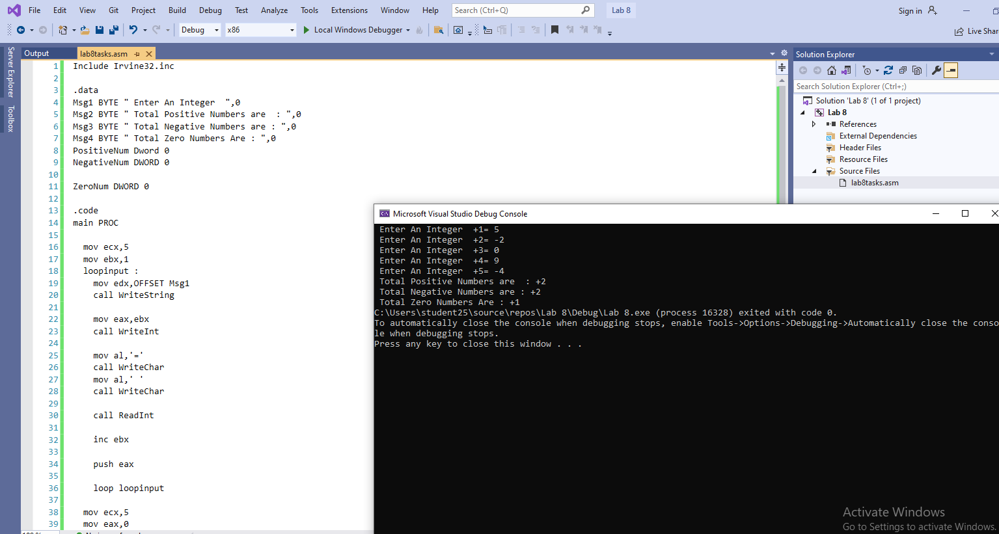 File Edit View Git Project Build Debug Test Analyze Tools Extensions Window Help Search (Ctrl+Q) Lab 8 Sign in
Debug x86 Local Windows Debugger Live Shar
Server Explorer
Toolbox
Output lab8tasks.asm
1 Include Irvine32.inc
2
3 .data
4 Msg1 BYTE " Enter An Integer  ",0
5 Msg2 BYTE " Total Positive Numbers are  : ",0
6 Msg3 BYTE " Total Negative Numbers are : ",0
7 Msg4 BYTE " Total Zero Numbers Are : ",0
8 PositiveNum Dword 0
9 NegativeNum DWORD 0
10
11 ZeroNum DWORD 0
12
13 .code
14 main PROC
15
16 mov ecx,5
17 mov ebx,1
18 loopinput :
19 mov edx,OFFSET Msg1
20 call WriteString
21
22 mov eax,ebx
23 call WriteInt
24
25 mov al,'='
26 call WriteChar
27 mov al,' '
28 call WriteChar
29
30 call ReadInt
31
32 inc ebx
33
34 push eax
35
36 loop loopinput
37
38 mov ecx,5
39 mov eax,0
Solution Explorer
Search Solution Explorer (Ctrl+;)
Solution 'Lab 8' (1 of 1 project)
Lab 8
References
External Dependencies
Header Files
Resource Files
Source Files
lab8tasks.asm
Microsoft Visual Studio Debug Console
Enter An Integer  +1= 5
Enter An Integer  +2= -2
Enter An Integer  +3= 0
Enter An Integer  +4= 9
Enter An Integer  +5= -4
Total Positive Numbers are  : +2
Total Negative Numbers are : +2
Total Zero Numbers Are : +1
C:\Users\student25\source\repos\Lab 8\Debug\Lab 8.exe (process 16328) exited with code 0.
To automatically close the console when debugging stops, enable Tools->Options->Debugging->Automatically close the conso
le when debugging stops.
Press any key to close this window . . .
Activate Windows
Go to Settings to activate Windows.